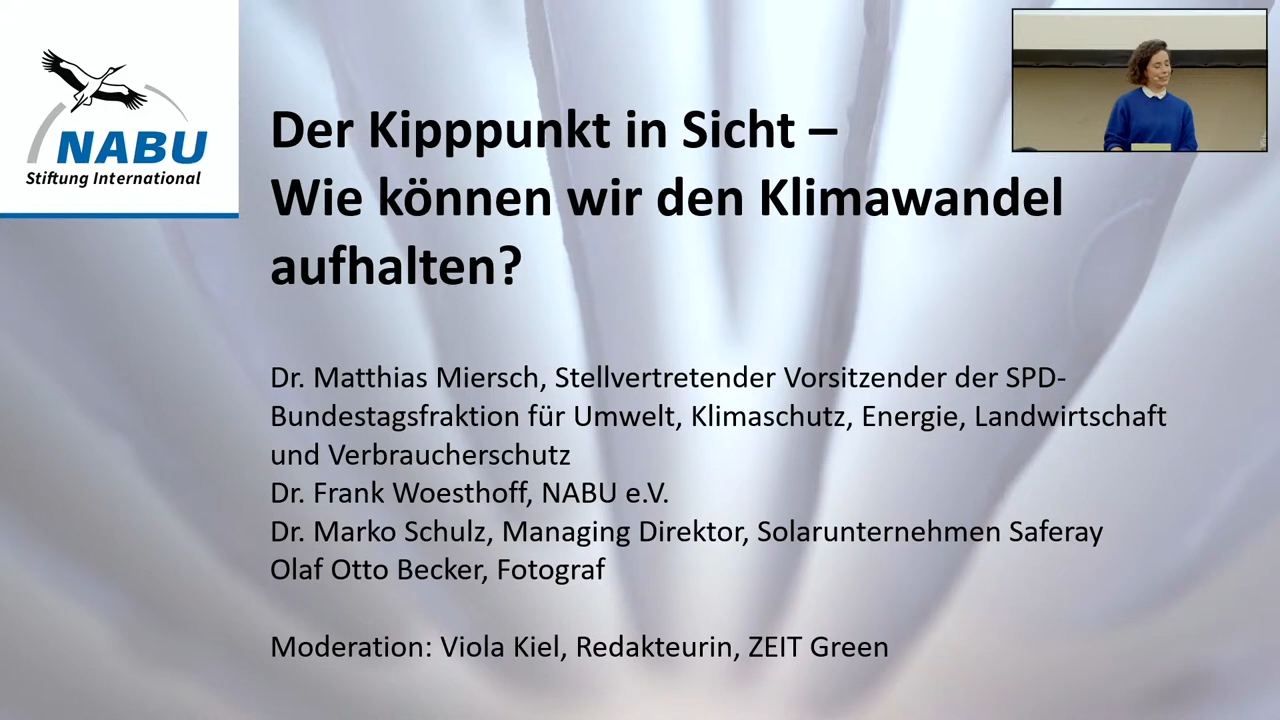 NABU
Stiftung International
Der Kipppunkt in Sicht –
Wie können wir den Klimawandel
aufhalten?
Dr. Matthias Miersch, Stellvertretender Vorsitzender der SPD-
Bundestagsfraktion für Umwelt, Klimaschutz, Energie, Landwirtschaft
und Verbraucherschutz
Dr. Frank Woesthoff, NABU e.V.
Dr. Marko Schulz, Managing Direktor, Solarunternehmen Saferay
Olaf Otto Becker, Fotograf
Moderation: Viola Kiel, Redakteurin, ZEIT Green